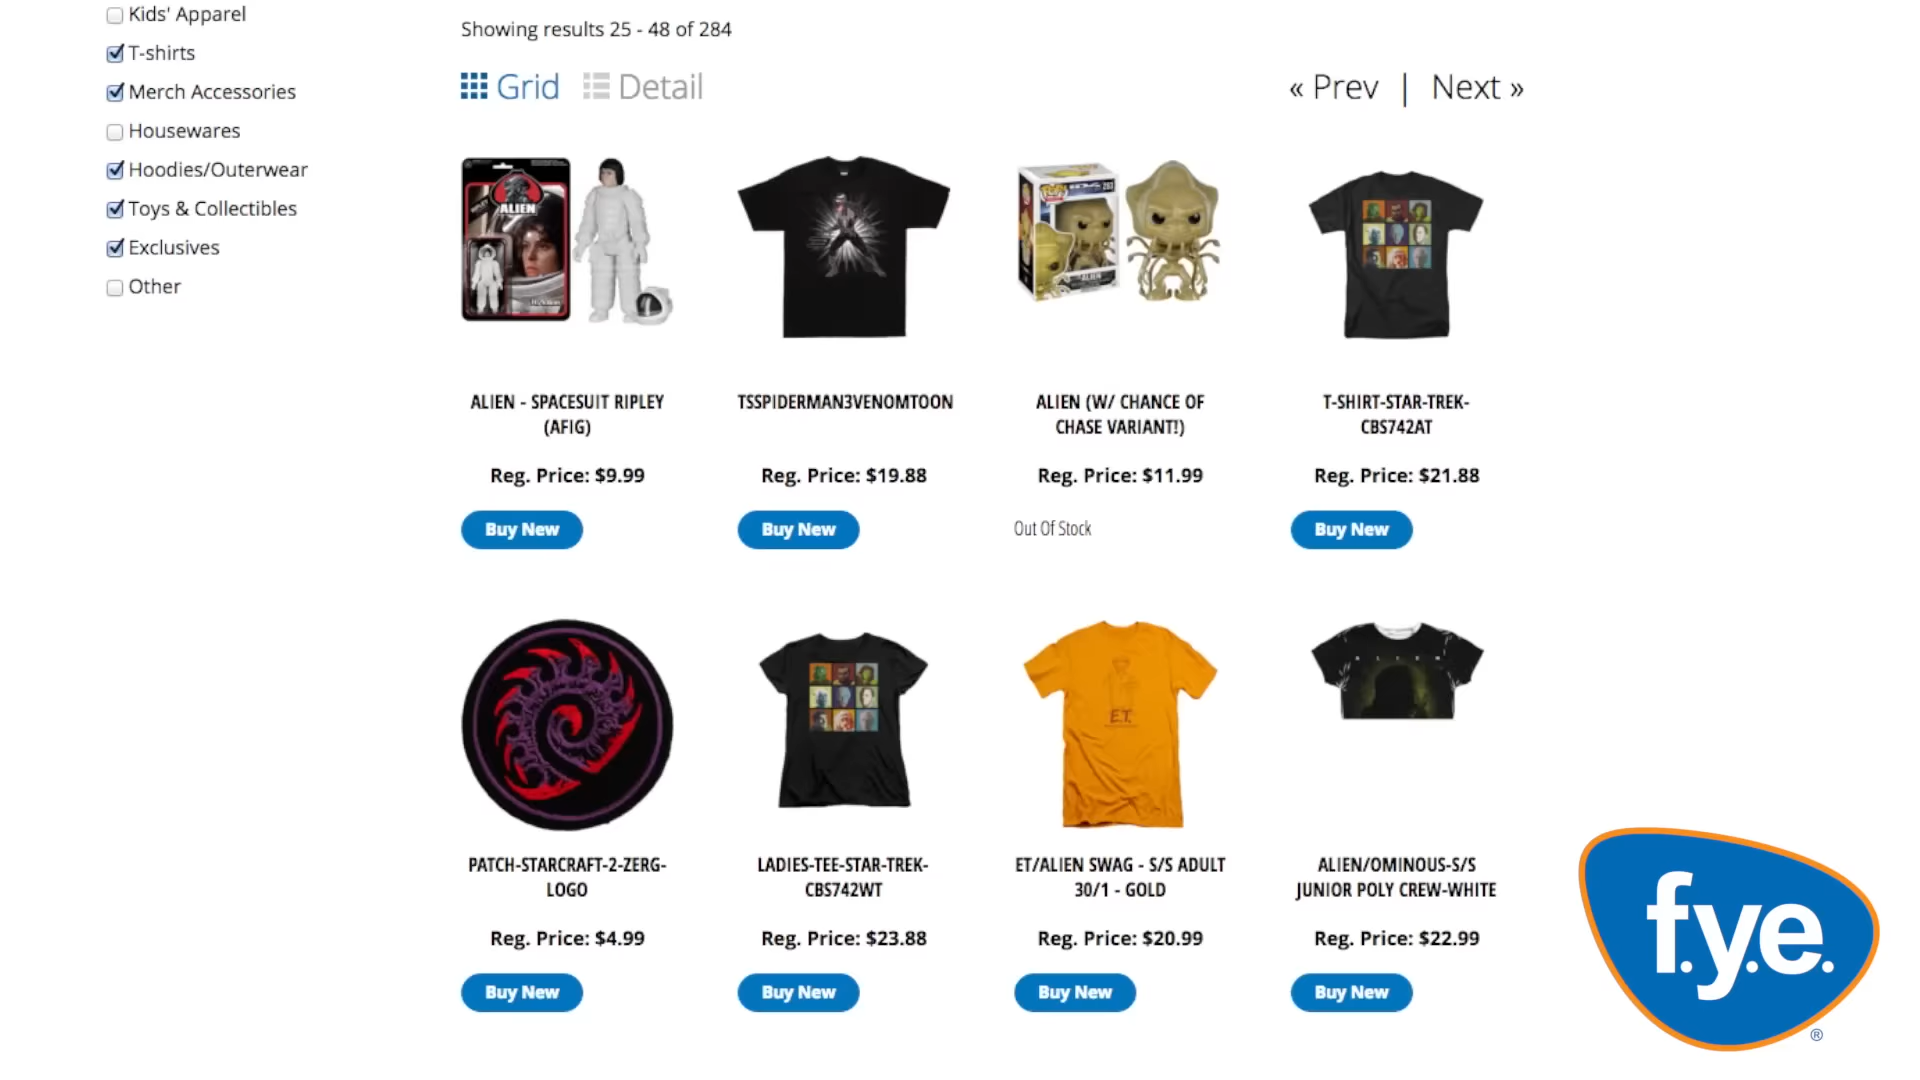 Kids' Apparel
T-shirts
Merch Accessories
Housewares
Hoodies/Outerwear
Toys & Collectibles
Exclusives
Other
Showing results 25 - 48 of 284
Grid
Detail
« Prev | Next »
ALIEN
ALIEN - SPACESUIT RIPLEY
(AFIG)
Reg. Price: $9.99
Buy New
TSSPIDERMAN3VENOMTOON
Reg. Price: $19.88
Buy New
ALIEN
ALIEN (W/ CHANCE OF
CHASE VARIANT!)
Reg. Price: $11.99
Out Of Stock
T-SHIRT-STAR-TREK-
CBS742AT
Reg. Price: $21.88
Buy New
PATCH-STARCRAFT-2-ZERG-
LOGO
Reg. Price: $4.99
Buy New
LADIES-TEE-STAR-TREK-
CBS742WT
Reg. Price: $23.88
Buy New
E.T.
ET/ALIEN SWAG - S/S ADULT
30/1 - GOLD
Reg. Price: $20.99
Buy New
ALIEN
ALIEN/OMINOUS-S/S
JUNIOR POLY CREW-WHITE
Reg. Price: $22.99
Buy New
f.y.e.
®